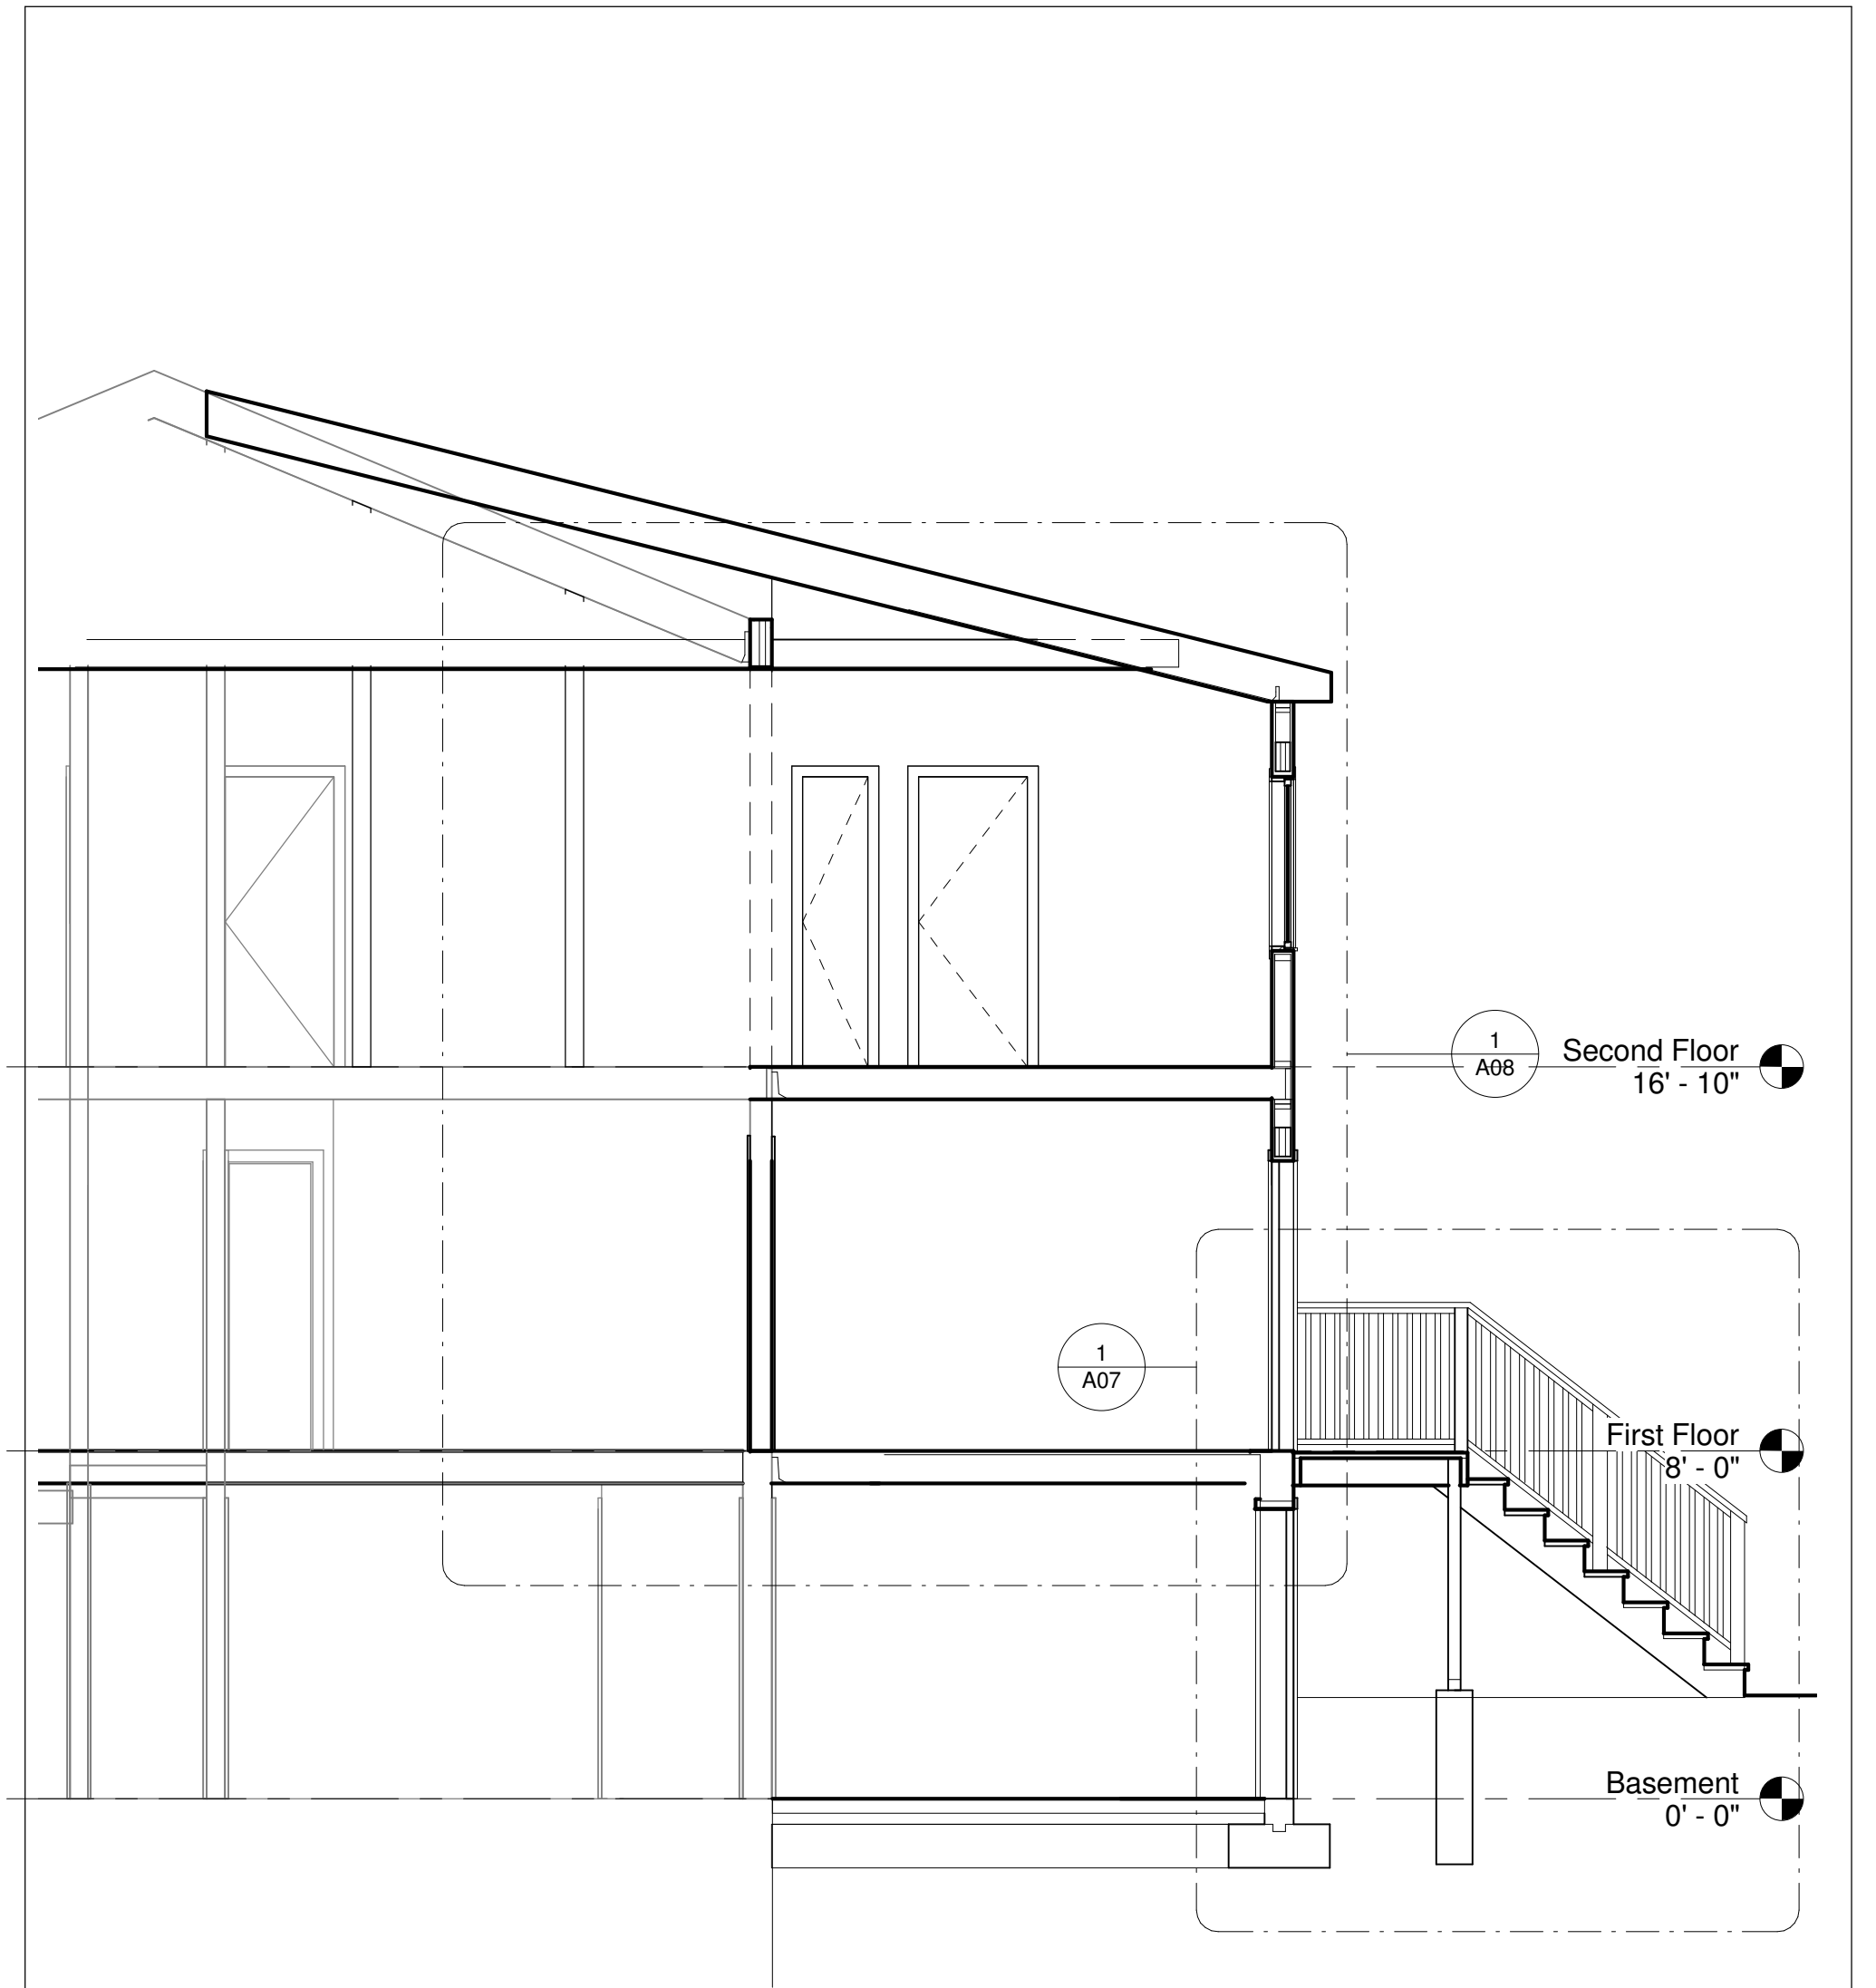 1
A08
Second Floor
16' - 10"
1
A07
First Floor
8' - 0"
Basement
0' - 0"